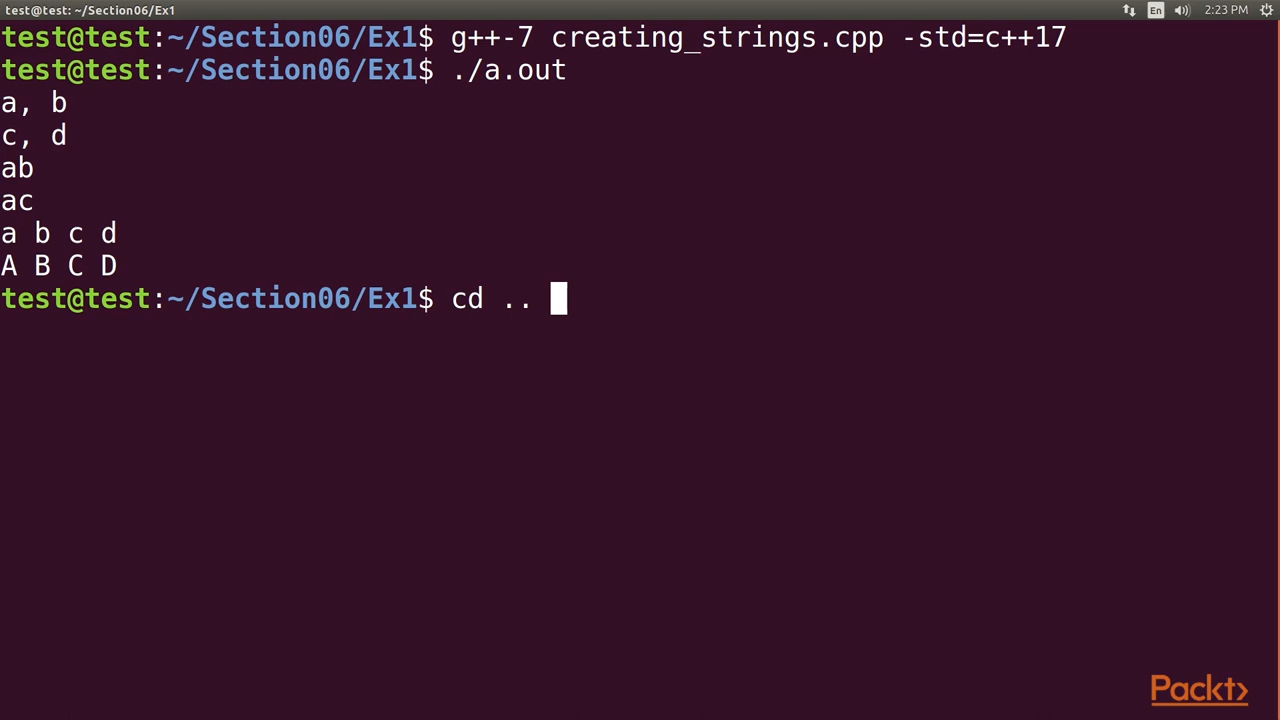 test@test: ~/Section06/Ex1
En
2:23 PM
test@test:~/Section06/Ex1$ g++-7 creating_strings.cpp -std=c++17
test@test:~/Section06/Ex1$ ./a.out
a, b
c, d
ab
ac
a b c d
A B C D
test@test:~/Section06/Ex1$ cd ..
Packt>